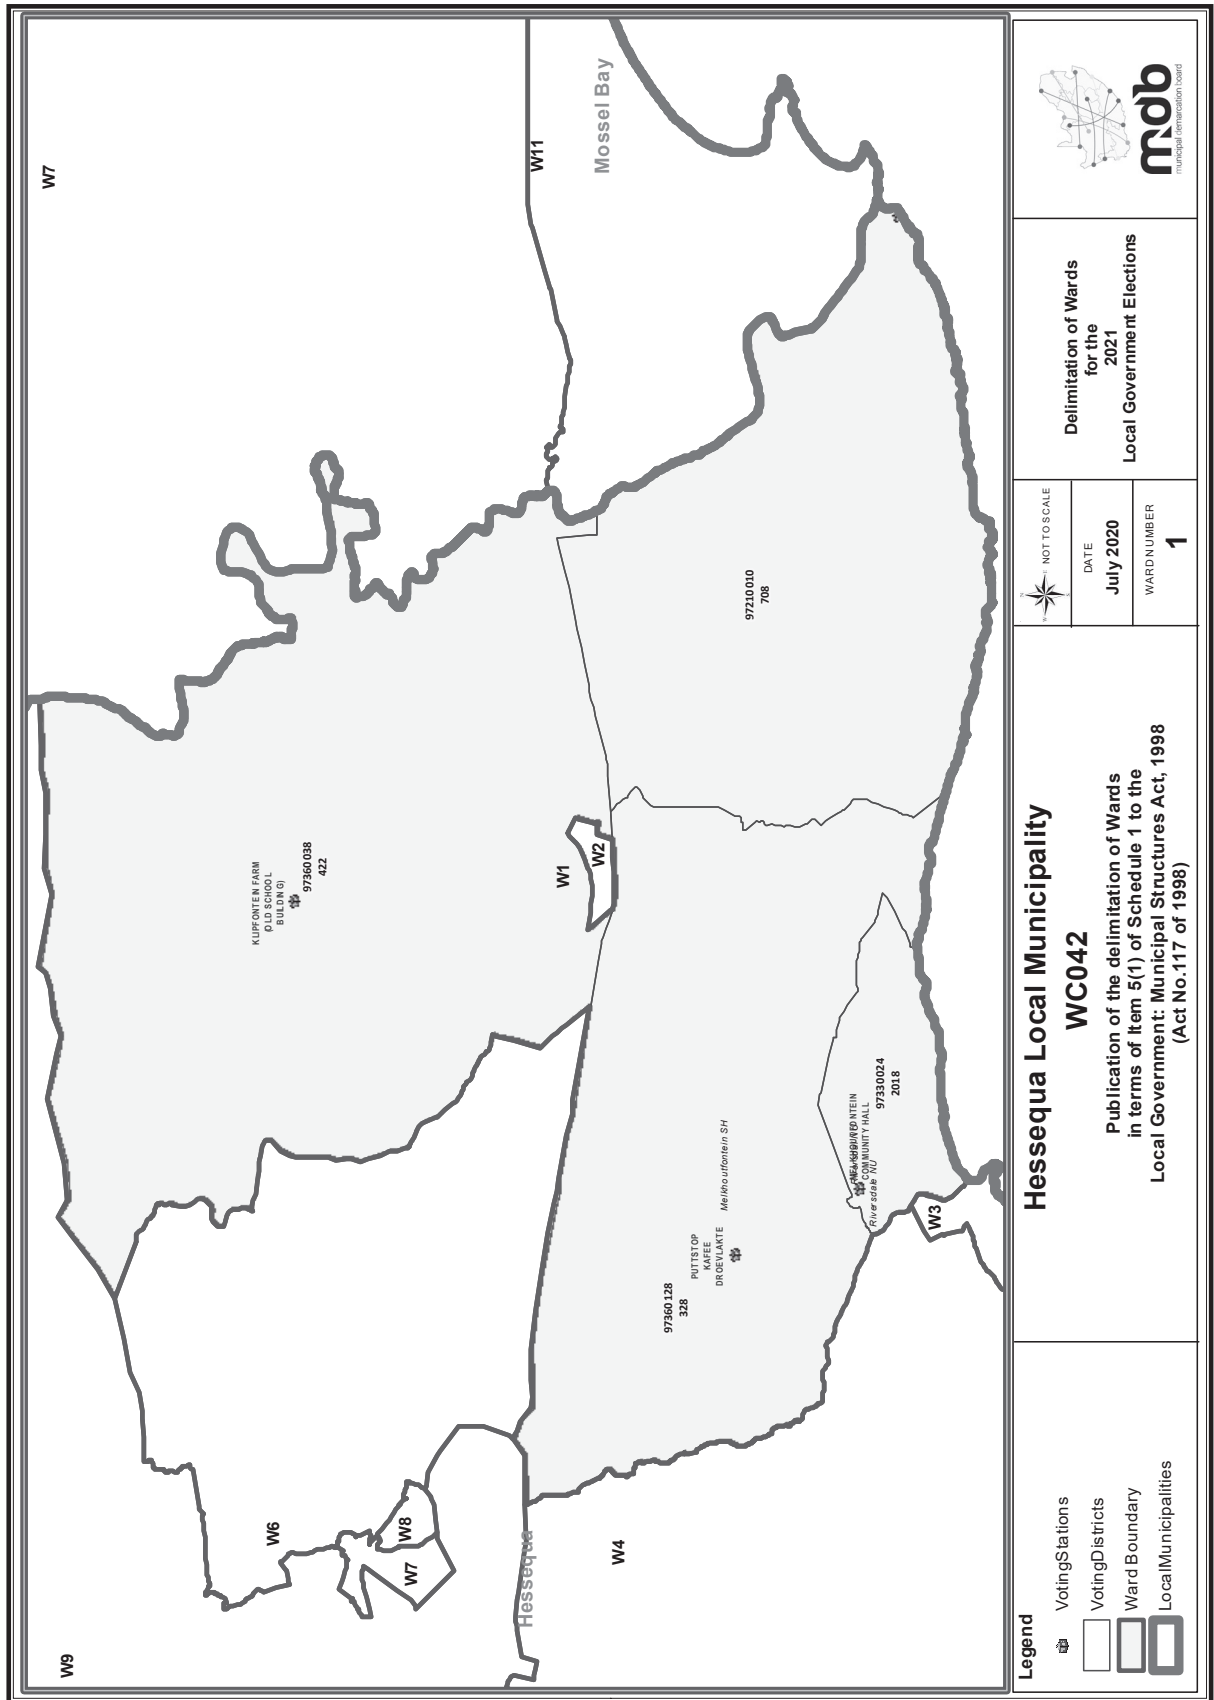 W7
W11
Mossel Bay
KLIPFONTEIN FARM
(OLD SCHOOL
BUILDING)
97360038
422
W1
W2
97210010
708
97330024
2018
COMMUNITY HALL
Riversdale NU
Melkhoutfontein SH
PUTTSTOP
KAFEE
DROEVLAKTE
97360128
328
W3
W4
W6
W8
W7
W9
Hessequa
Legend
VotingStations
VotingDistricts
Ward Boundary
LocalMunicipalities
Hessequa Local Municipality
WC042
Publication of the delimitation of Wards
in terms of Item 5(1) of Schedule 1 to the
Local Government: Municipal Structures Act, 1998
(Act No.117 of 1998)
N
W
E
S
NOT TO SCALE
DATE
July 2020
WARD NUMBER
1
Delimitation of Wards
for the
2021
Local Government Elections
mdb
municipal demarcation board